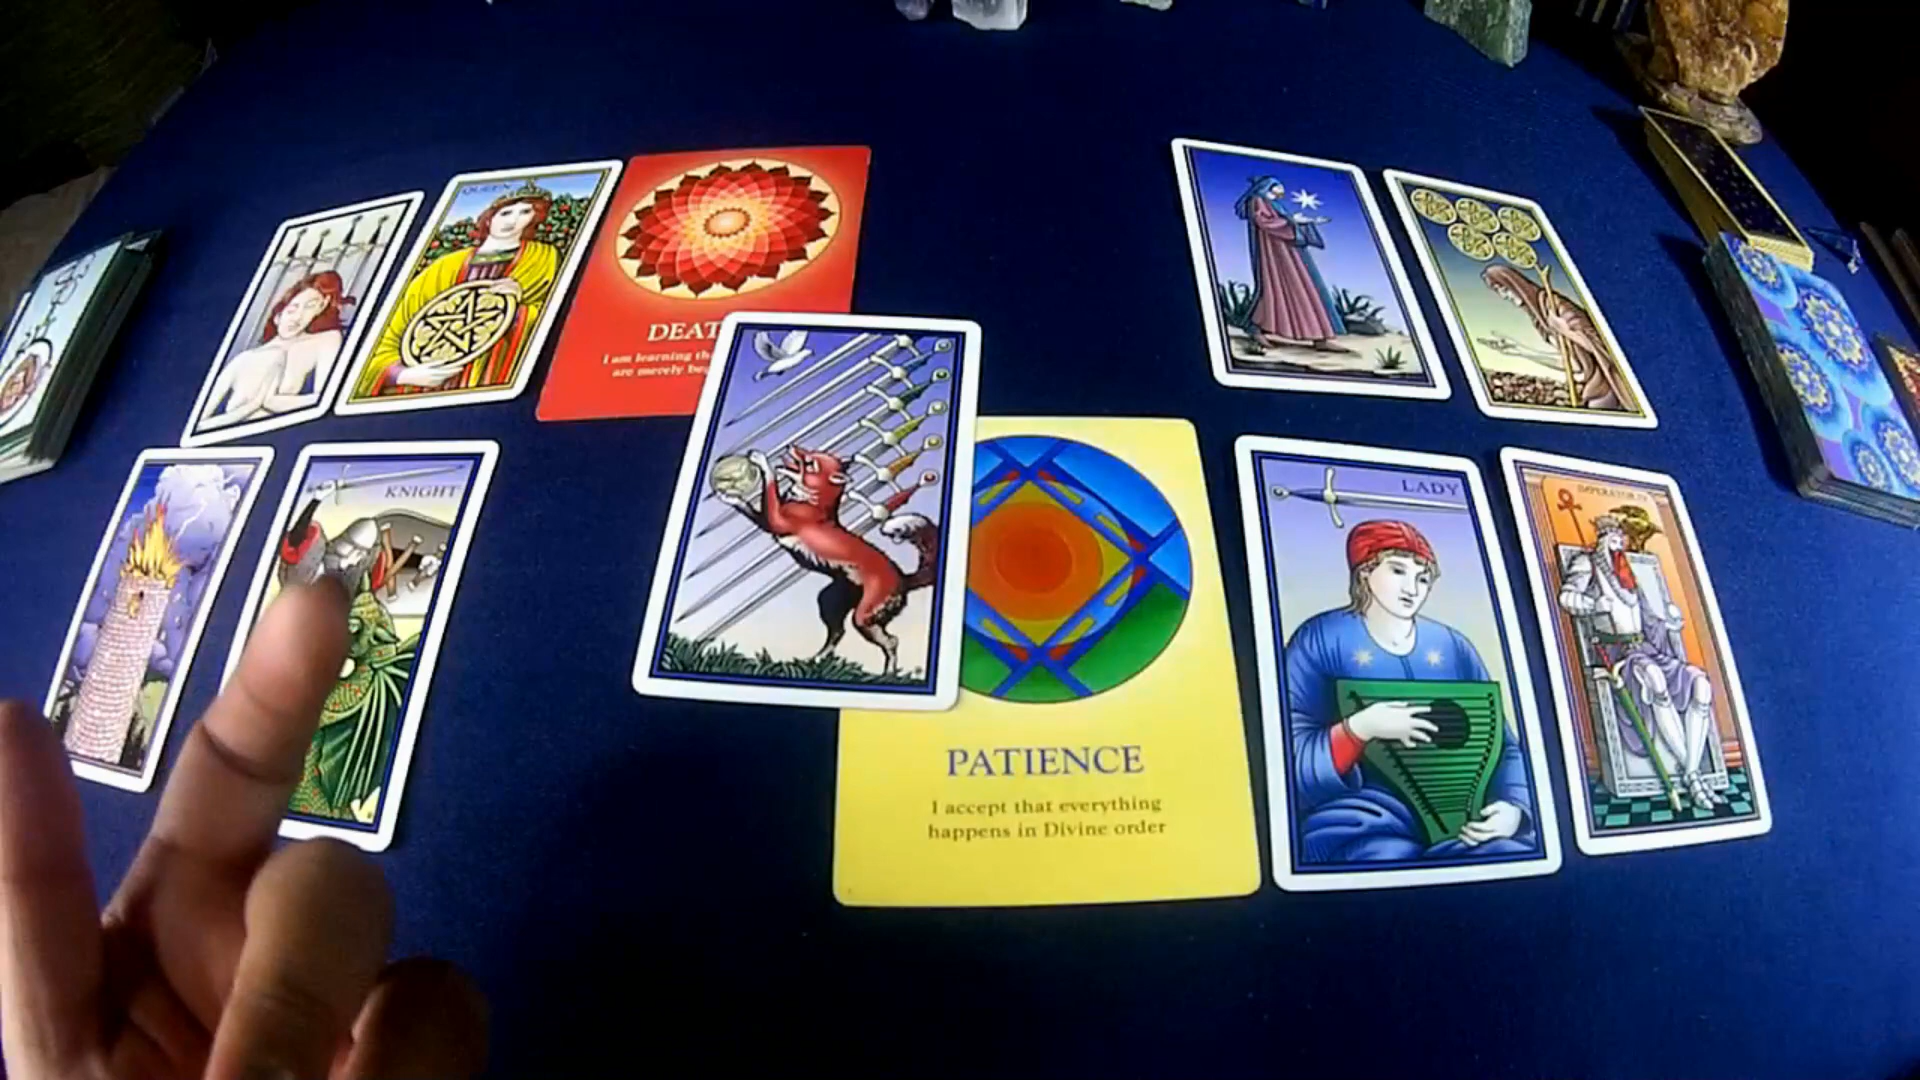 QUEEN
DEAT
I am learning th
are merely be
KNIGHT
LADY
IMPERATOR IV
PATIENCE
I accept that everything
happens in Divine order